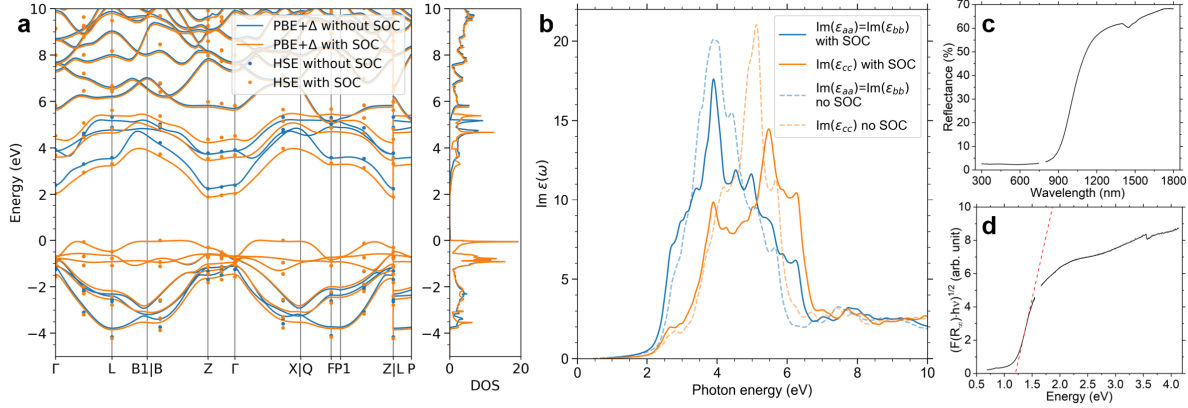 a
PBE+Δ without SOC
PBE+Δ with SOC
HSE without SOC
HSE with SOC
Energy (eV)
10
8
6
4
2
0
−2
−4
Γ L B1|B Z Γ X|Q FP1 Z|L P
10
8
6
4
2
0
−2
−4
0 20
DOS
b
Im(εaa)=Im(εbb)
with SOC
Im(εcc) with SOC
Im(εaa)=Im(εbb)
no SOC
Im(εcc) no SOC
Im ε(ω)
20
15
10
5
0
0 2 4 6 8 10
Photon energy (eV)
c
Reflectance (%)
70
60
50
40
30
20
10
0
300 600 900 1200 1500 1800
Wavelength (nm)
d
(F(R∞)·hν)1/2 (arb. unit)
10
8
6
4
2
0
0.5 1.0 1.5 2.0 2.5 3.0 3.5 4.0
Energy (eV)